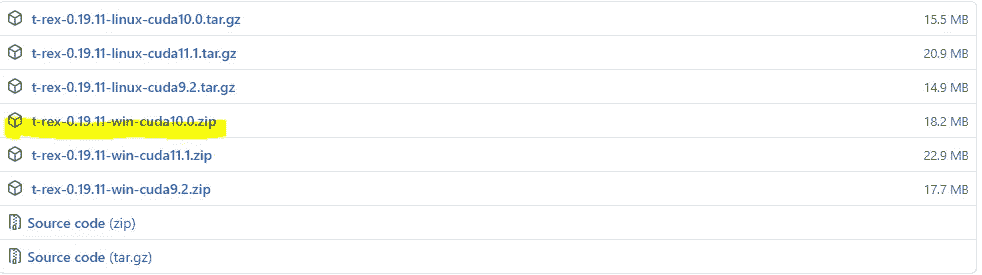 t-rex-0.19.11-linux-cuda10.0.tar.gz 15.5 MB
t-rex-0.19.11-linux-cuda11.1.tar.gz 20.9 MB
t-rex-0.19.11-linux-cuda9.2.tar.gz 14.9 MB
t-rex-0.19.11-win-cuda10.0.zip 18.2 MB
t-rex-0.19.11-win-cuda11.1.zip 22.9 MB
t-rex-0.19.11-win-cuda9.2.zip 17.7 MB
Source code (zip)
Source code (tar.gz)